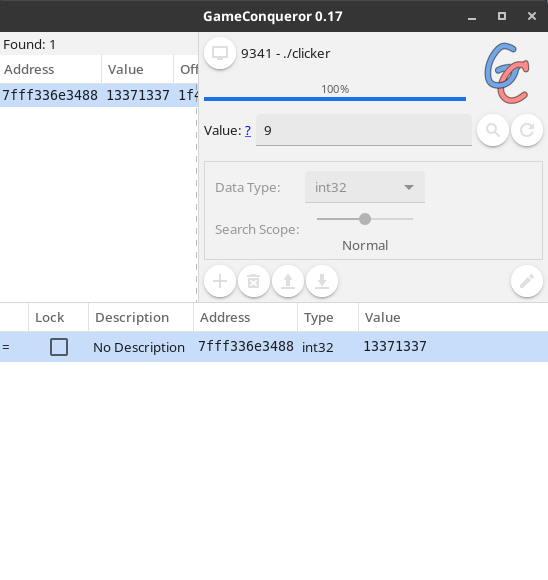 GameConqueror 0.17
Found: 1
Address Value Off
7fff336e3488 13371337 1f4
9341 - ./clicker
100%
Value: ? 9
Data Type: int32
Search Scope:
Normal
Lock Description Address Type Value
= No Description 7fff336e3488 int32 13371337